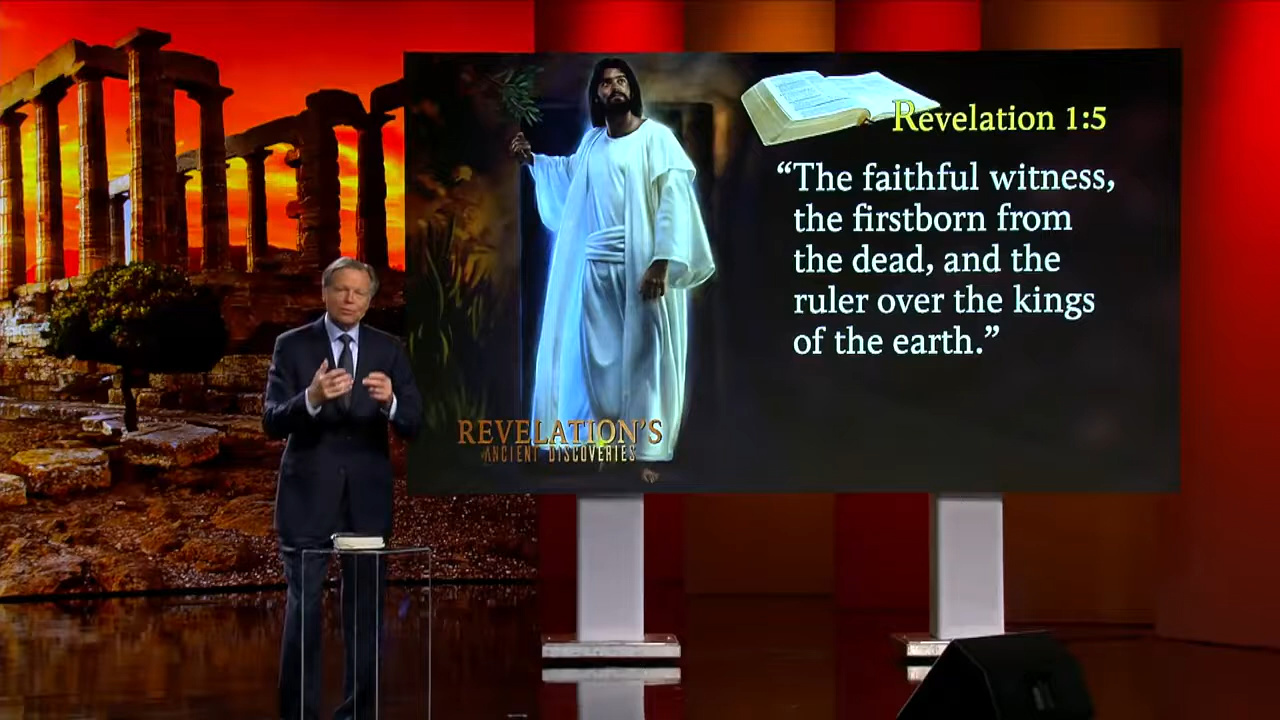 Revelation 1:5
“The faithful witness,
the firstborn from
the dead, and the
ruler over the kings
of the earth.”
REVELATION'S
ANCIENT DISCOVERIES